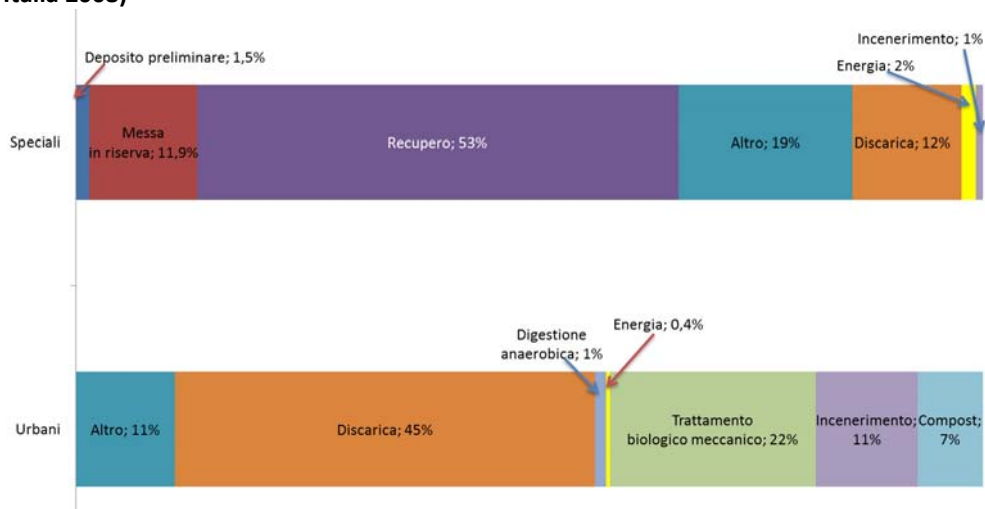 Italia 2008)
Incenerimento; 1%
Deposito preliminare; 1,5%
Energia; 2%
Speciali
Messa
in riserva; 11,9%
Recupero; 53%
Altro; 19%
Discarica; 12%
Digestione
anaerobica; 1%
Energia; 0,4%
Urbani
Altro; 11%
Discarica; 45%
Trattamento
biologico meccanico; 22%
Incenerimento;
11%
Compost;
7%